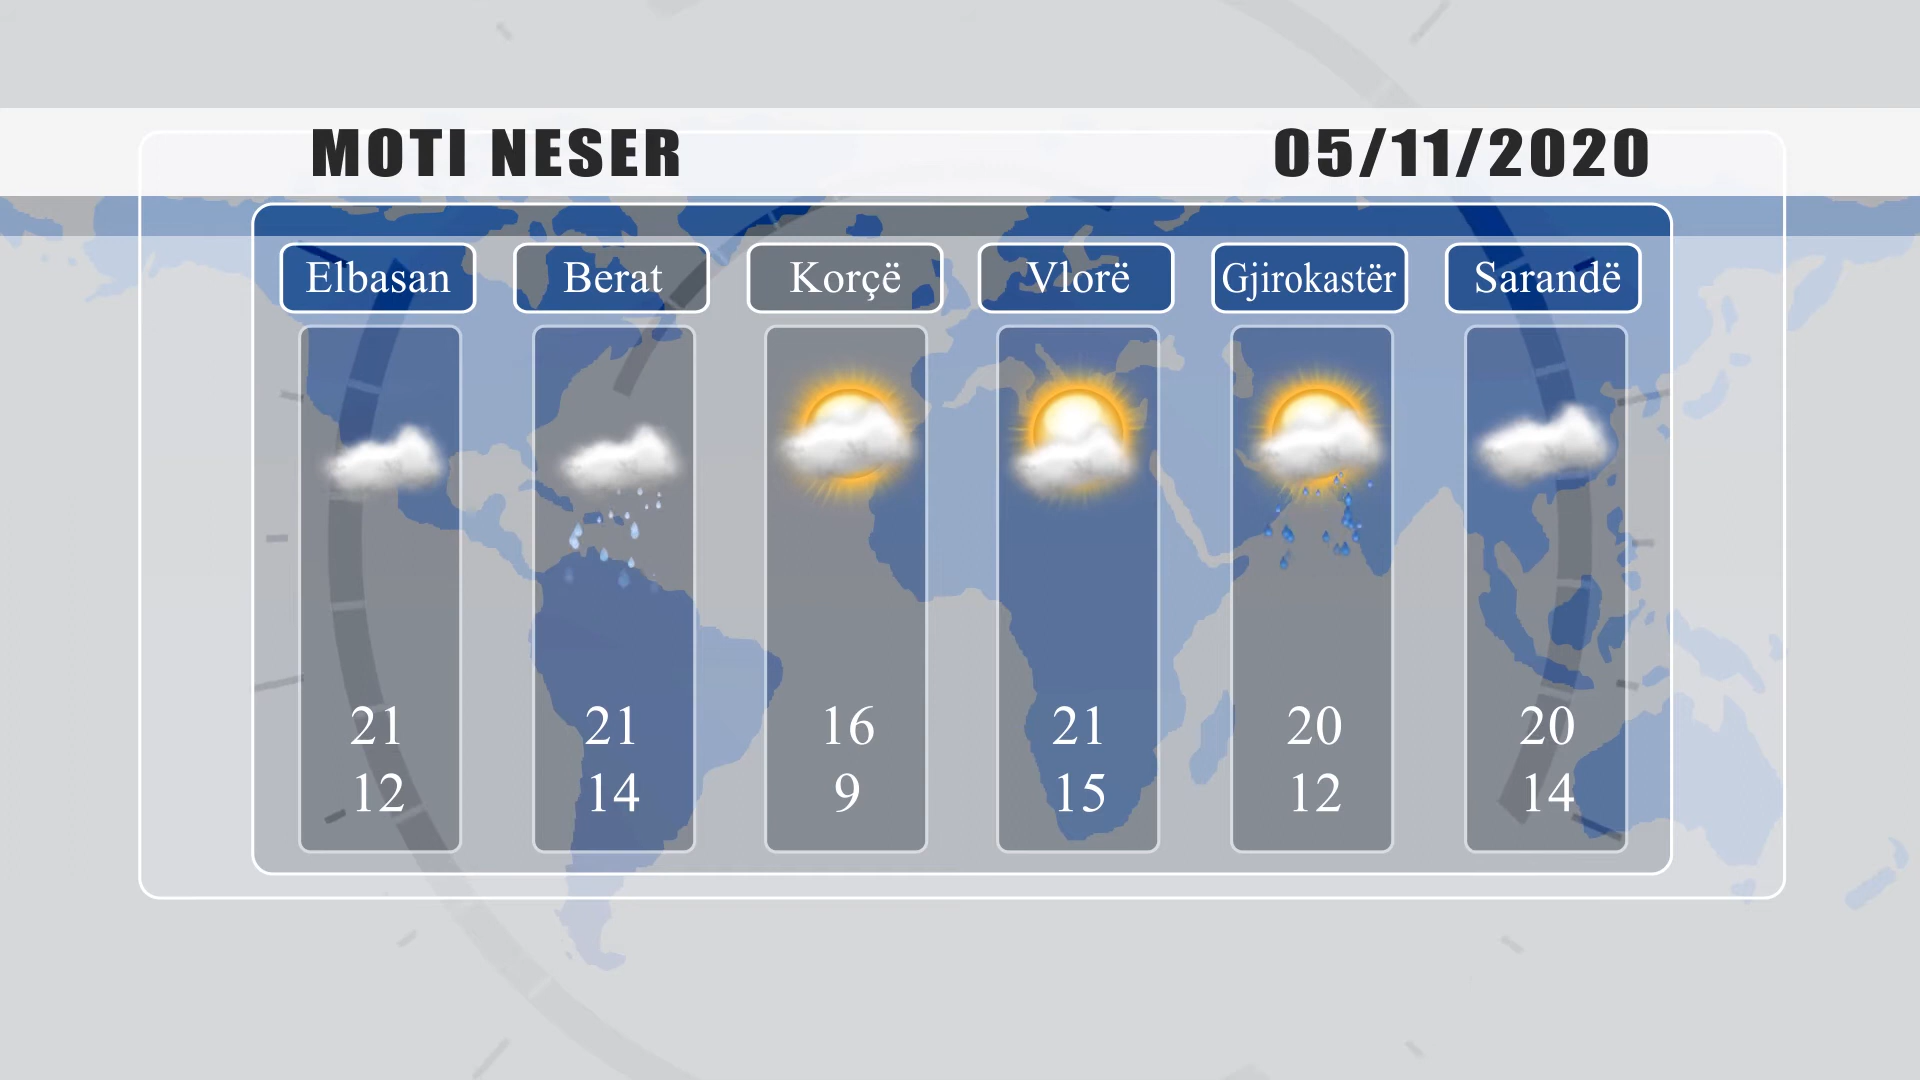 MOTI NESER 05/11/2020
Elbasan Berat Korçë Vlorë Gjirokastër Sarandë
21 21 16 21 20 20
12 14 9 15 12 14